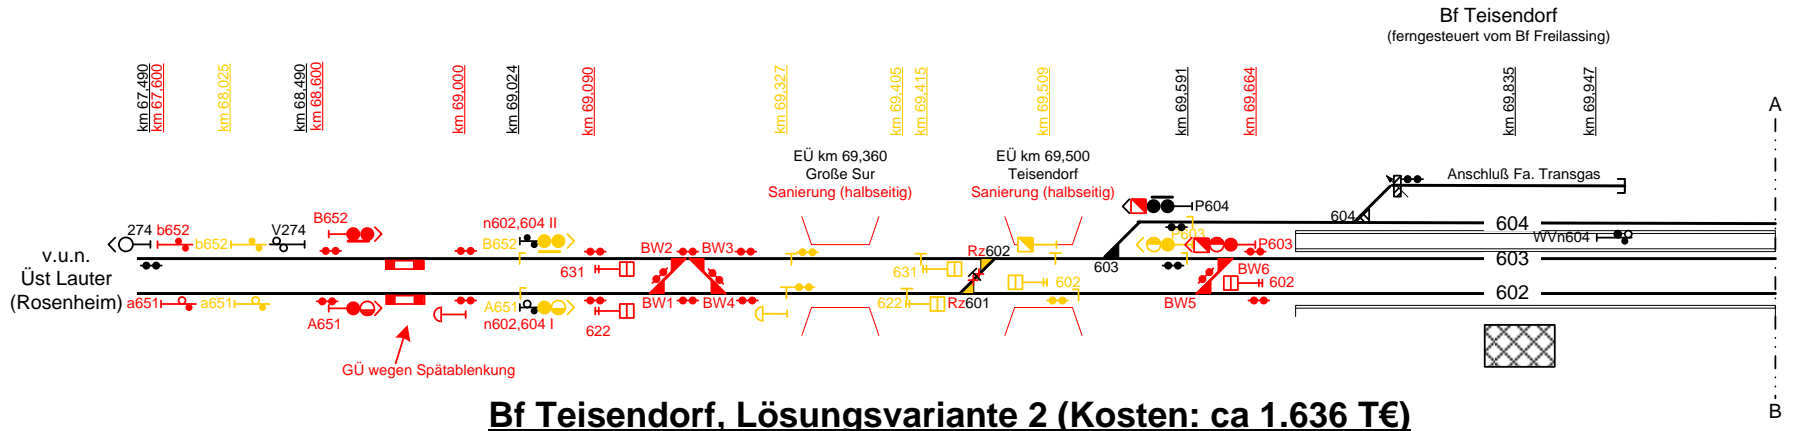 Bf Teisendorf
(ferngesteuert vom Bf Freilassing)
km 67,490
km 67,600
km 68,025
km 68,490
km 68,600
km 69,000
km 69,024
km 69,090
km 69,327
km 69,405
km 69,415
km 69,509
km 69,591
km 69,664
km 69,835
km 69,947
A
EÜ km 69,360
Große Sur
Sanierung (halbseitig)
EÜ km 69,500
Teisendorf
Sanierung (halbseitig)
Anschluß Fa. Transgas
274
b652
b652
V274
B652
n602,604 II
B652
P604
P603
P603
604
604
WVn604
v.u.n.
Üst Lauter
(Rosenheim)
631
BW2
BW3
631
Rz602
602
603
BW6
602
603
602
a651
a651
A651
A651
n602,604 I
622
BW1
BW4
622
Rz601
BW5
GÜ wegen Spätablenkung
Bf Teisendorf, Lösungsvariante 2 (Kosten: ca 1.636 T€)
B